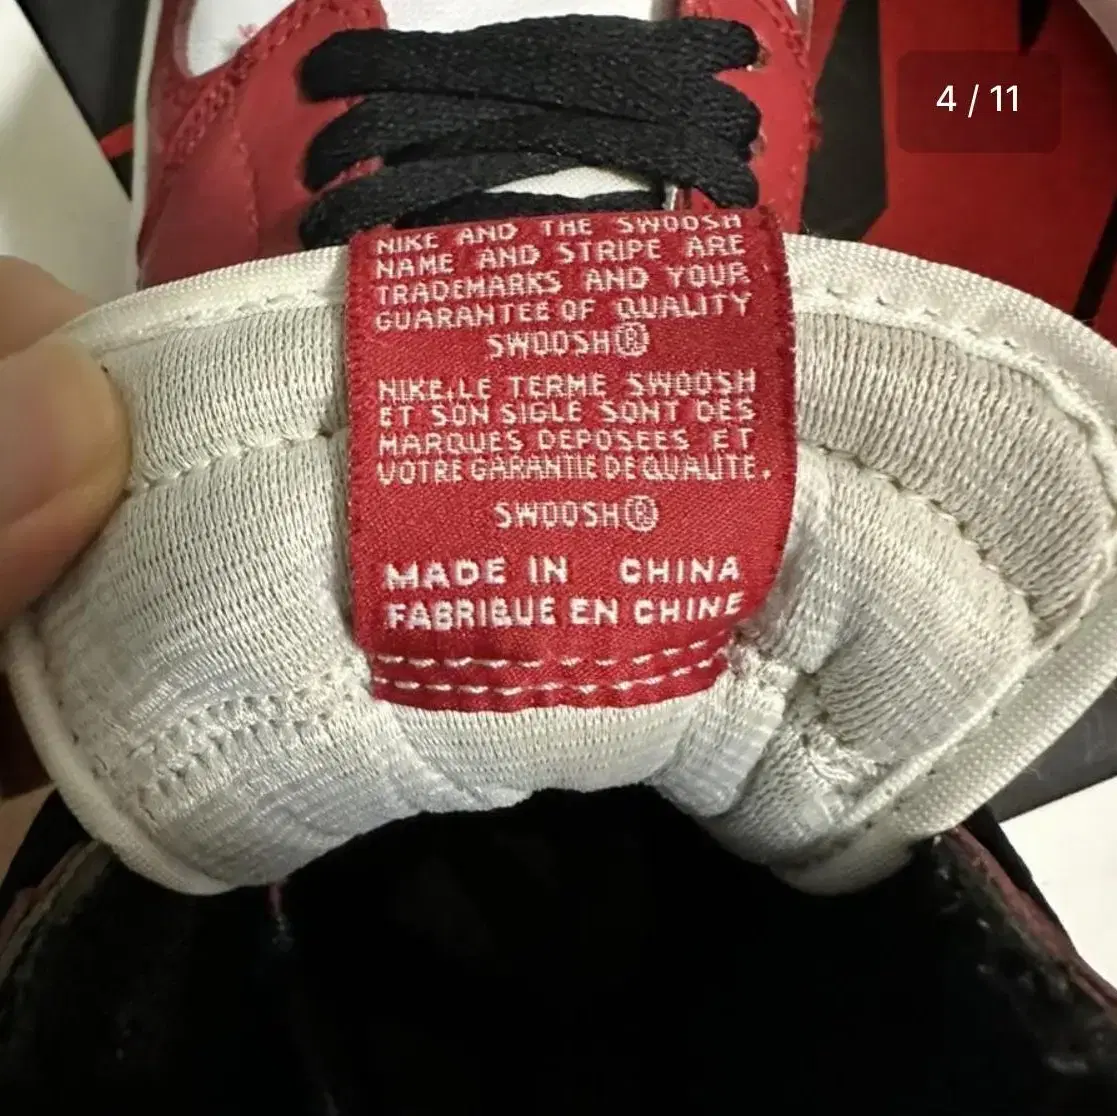 4 / 11
NIKE AND THE SWOOSH
NAME AND STRIPE ARE
TRADEMARKS AND YOUR
GUARANTEE OF QUALITY
SWOOSH®
NIKE,LE TERME SWOOSH
ET SON SIGLE SONT DES
MARQUES DEPOSEES ET
VOTRE GARANTIE DE QUALITE.
SWOOSH®
MADE IN CHINA
FABRIQUE EN CHINE